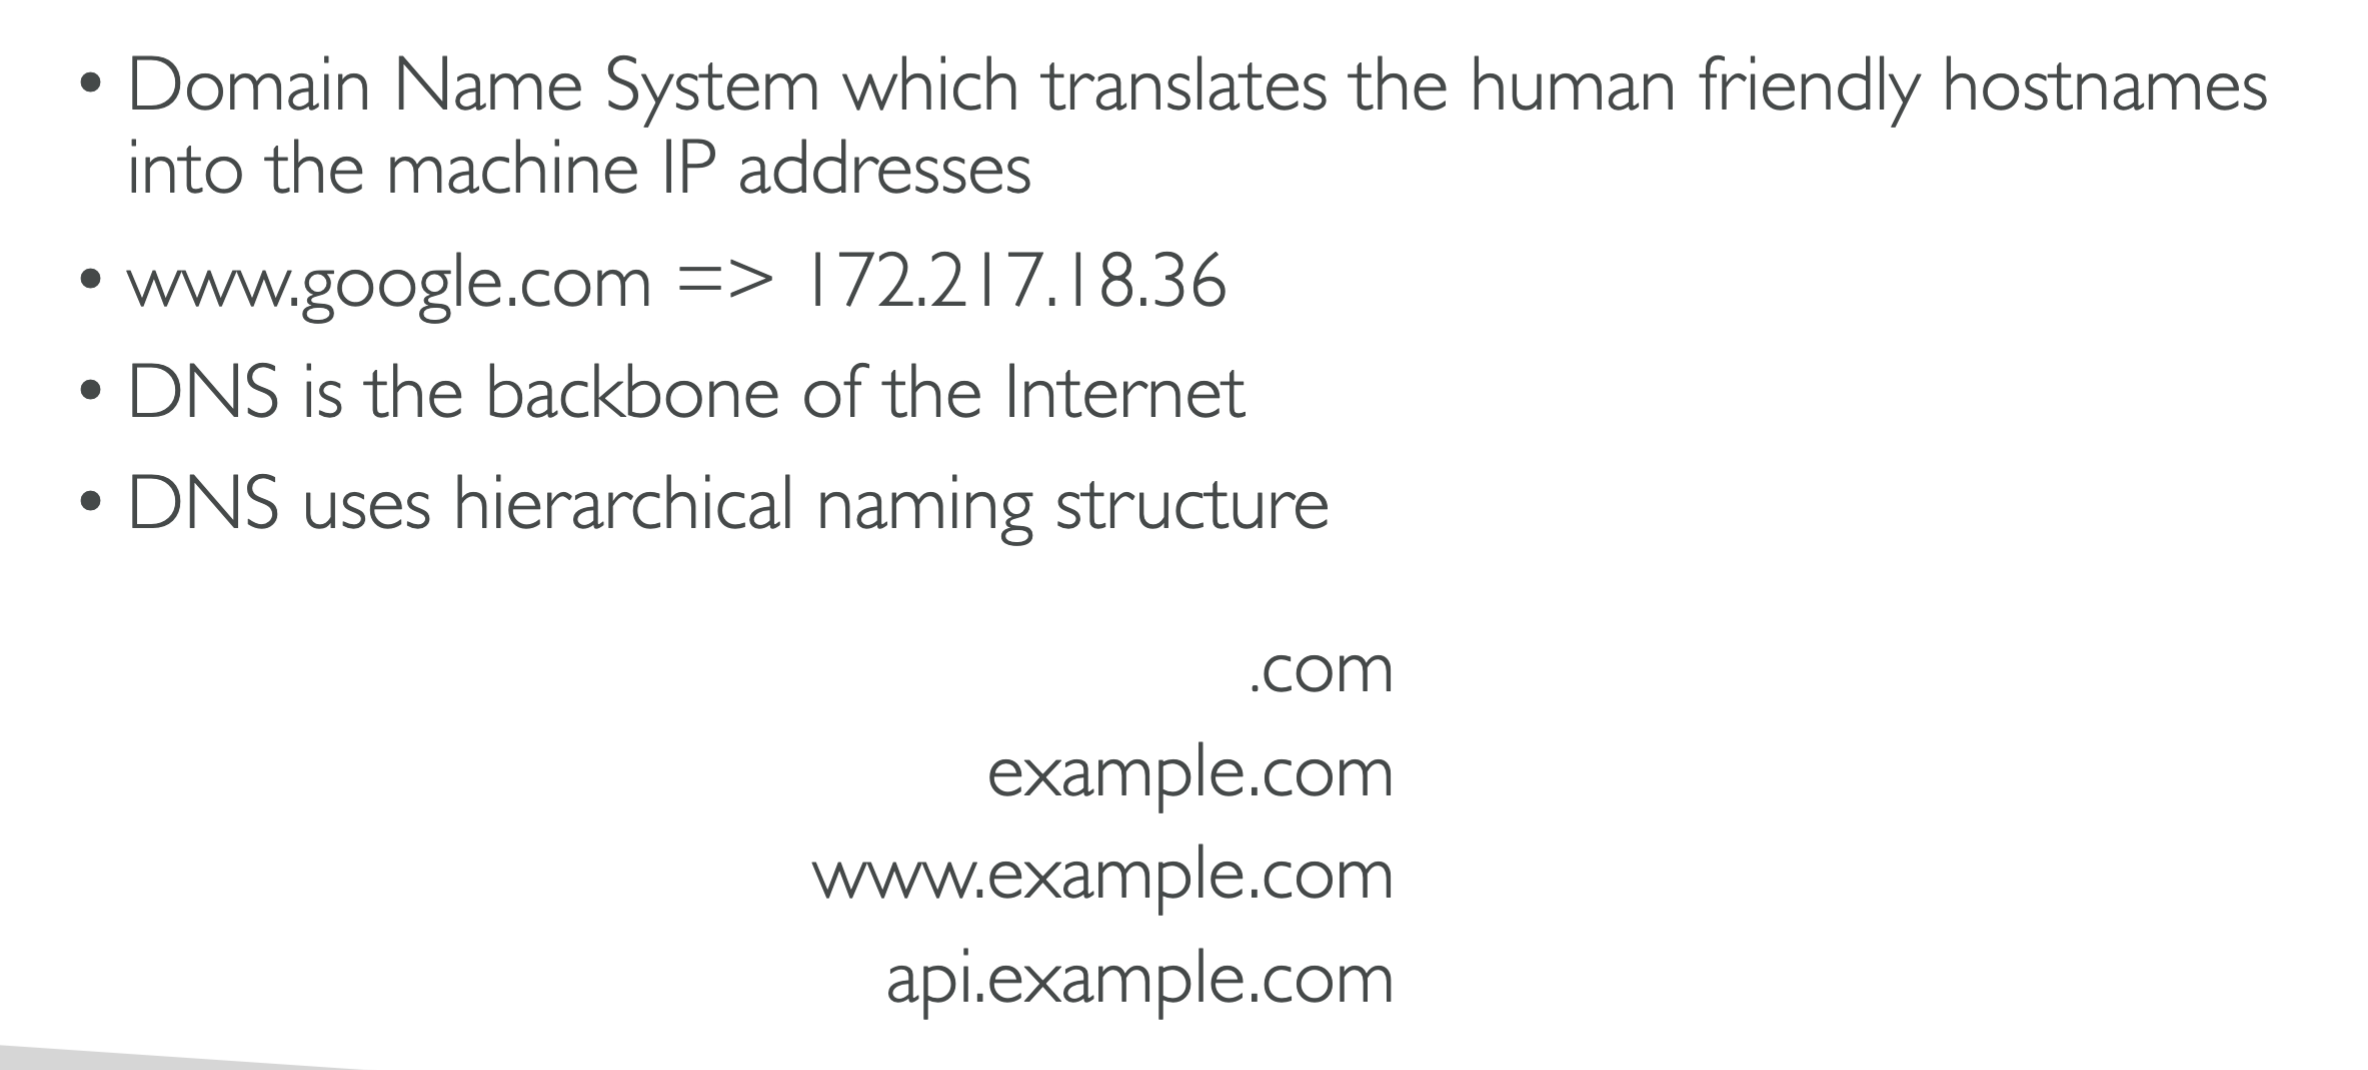 • Domain Name System which translates the human friendly hostnames
into the machine IP addresses
• www.google.com => 172.217.18.36
• DNS is the backbone of the Internet
• DNS uses hierarchical naming structure
.com
example.com
www.example.com
api.example.com